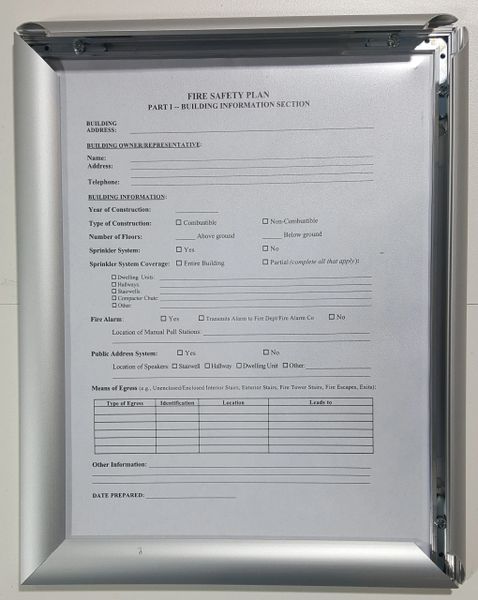 FIRE SAFETY PLAN
PART I -- BUILDING INFORMATION SECTION
BUILDING
ADDRESS:
BUILDING OWNER/REPRESENTATIVE:
Name:
Address:
Telephone:
BUILDING INFORMATION:
Year of Construction:
Type of Construction: ☐ Combustible ☐ Non-Combustible
Number of Floors: Above ground Below ground
Sprinkler System: ☐ Yes ☐ No
Sprinkler System Coverage: ☐ Entire Building ☐ Partial (complete all that apply):
☐ Dwelling Units:
☐ Hallways:
☐ Stairwells:
☐ Compactor Chute:
☐ Other:
Fire Alarm: ☐ Yes ☐ Transmits Alarm to Fire Dept/Fire Alarm Co ☐ No
Location of Manual Pull Stations:
Public Address System: ☐ Yes ☐ No
Location of Speakers: ☐ Stairwell ☐ Hallway ☐ Dwelling Unit ☐ Other:
Means of Egress (e.g., Unenclosed/Enclosed Interior Stairs, Exterior Stairs, Fire Tower Stairs, Fire Escapes, Exits):
Type of Egress Identification Location Leads to
Other Information:
DATE PREPARED: